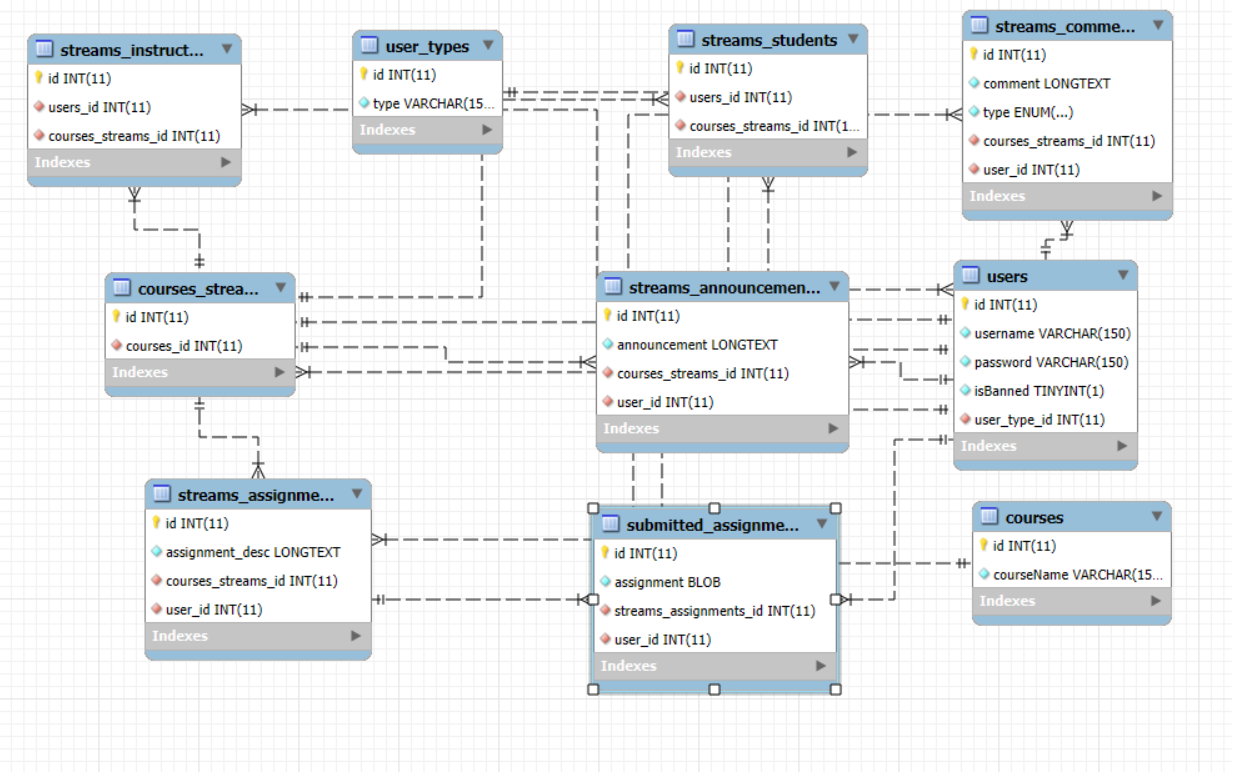 streams_instruct...
id INT(11)
users_id INT(11)
courses_streams_id INT(11)
Indexes
user_types
id INT(11)
type VARCHAR(15...
Indexes
streams_students
id INT(11)
users_id INT(11)
courses_streams_id INT(1...
Indexes
streams_comme...
id INT(11)
comment LONGTEXT
type ENUM(...)
courses_streams_id INT(11)
user_id INT(11)
Indexes
courses_strea...
id INT(11)
courses_id INT(11)
Indexes
streams_announcemen...
id INT(11)
announcement LONGTEXT
courses_streams_id INT(11)
user_id INT(11)
Indexes
users
id INT(11)
username VARCHAR(150)
password VARCHAR(150)
isBanned TINYINT(1)
user_type_id INT(11)
Indexes
streams_assignme...
id INT(11)
assignment_desc LONGTEXT
courses_streams_id INT(11)
user_id INT(11)
Indexes
submitted_assignme...
id INT(11)
assignment BLOB
streams_assignments_id INT(11)
user_id INT(11)
Indexes
courses
id INT(11)
courseName VARCHAR(15...
Indexes